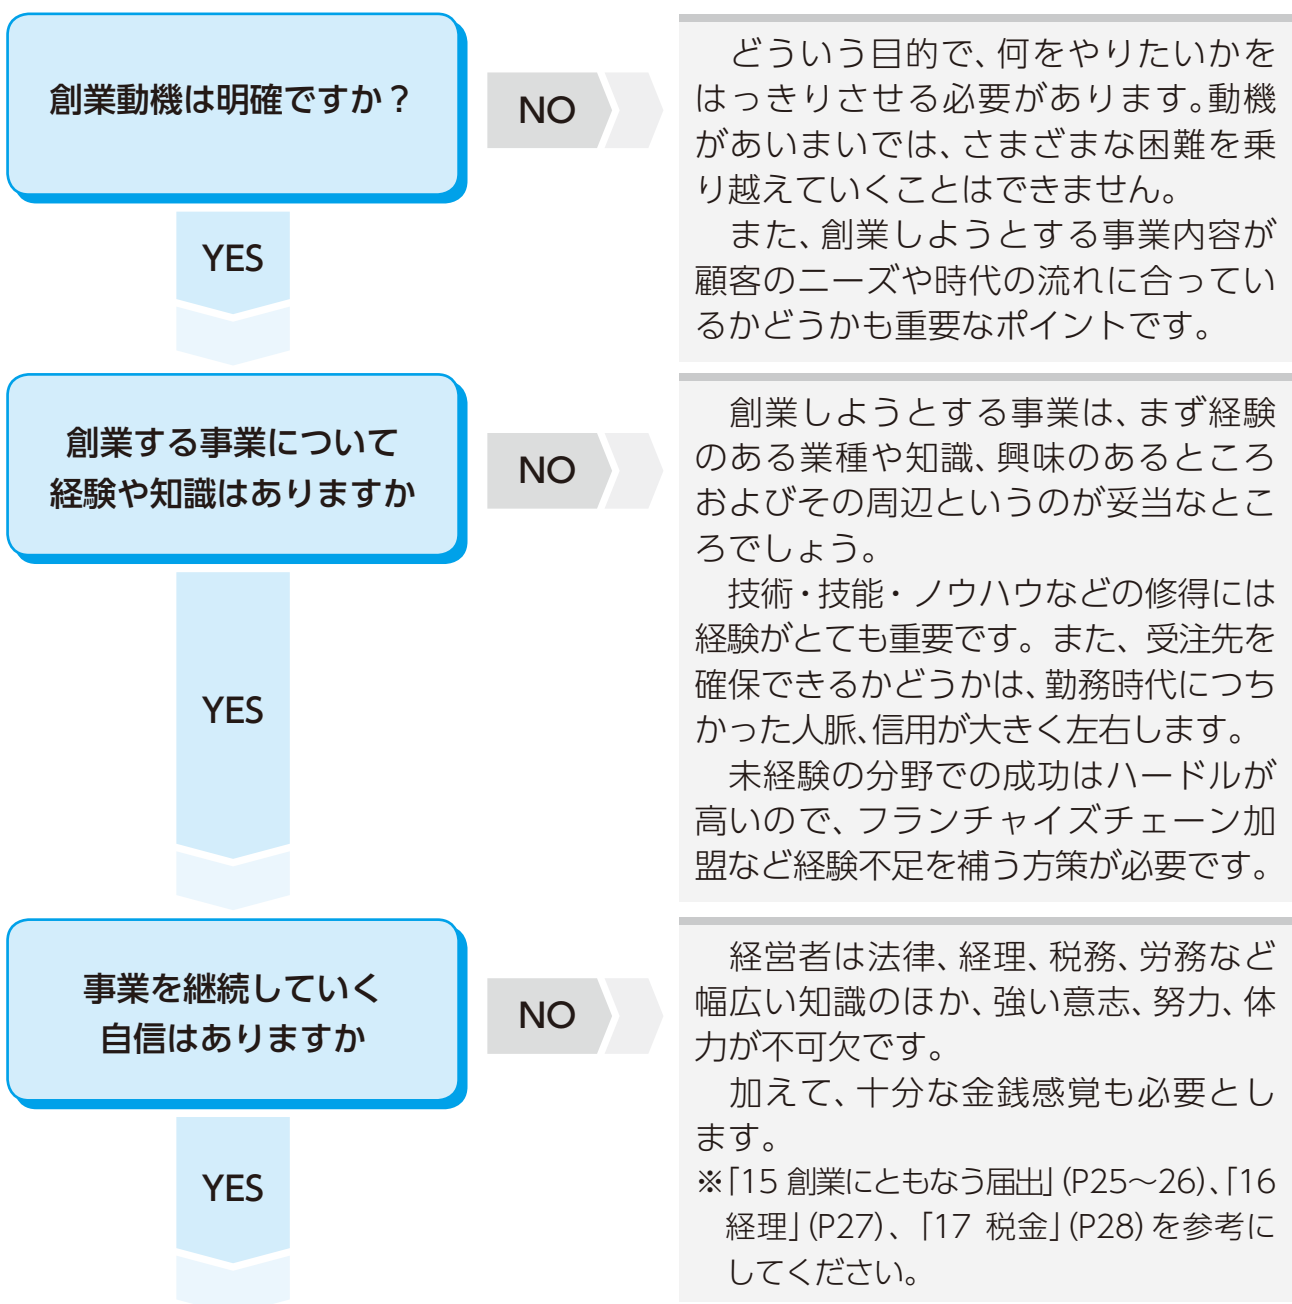 創業動機は明確ですか？
NO
どういう目的で、何をやりたいかを
はっきりさせる必要があります。動機
があいまいでは、さまざまな困難を乗
り越えていくことはできません。
また、創業しようとする事業内容が
顧客のニーズや時代の流れに合ってい
るかどうかも重要なポイントです。
YES
創業する事業について
経験や知識はありますか
NO
創業しようとする事業は、まず経験
のある業種や知識、興味のあるところ
およびその周辺というのが妥当なとこ
ろでしょう。
技術・技能・ノウハウなどの修得には
経験がとても重要です。また、受注先を
確保できるかどうかは、勤務時代につち
かった人脈、信用が大きく左右します。
未経験の分野での成功はハードルが
高いので、フランチャイズチェーン加
盟など経験不足を補う方策が必要です。
YES
事業を継続していく
自信はありますか
NO
経営者は法律、経理、税務、労務など
幅広い知識のほか、強い意志、努力、体
力が不可欠です。
加えて、十分な金銭感覚も必要とし
ます。
※「15 創業にともなう届出」（P25～26）、「16
経理」（P27）、「17 税金」（P28）を参考に
してください。
YES